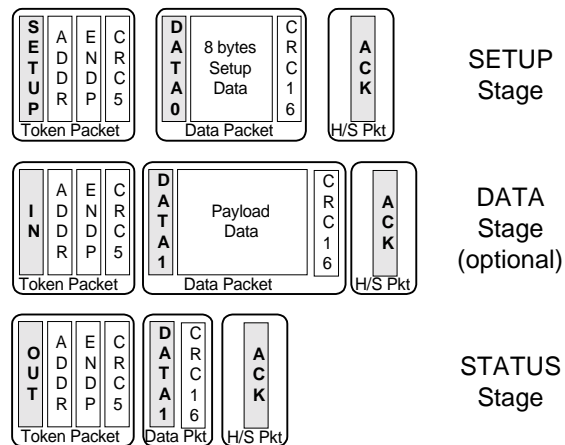 SETUP
ADDR
ENDP
CRC5
Token Packet
DATA0
8 bytes
Setup
Data
CRC16
Data Packet
ACK
H/S Pkt
SETUP
Stage
IN
ADDR
ENDP
CRC5
Token Packet
DATA1
Payload
Data
CRC16
Data Packet
ACK
H/S Pkt
DATA
Stage
(optional)
OUT
ADDR
ENDP
CRC5
Token Packet
DATA1
CRC16
Data Pkt
ACK
H/S Pkt
STATUS
Stage